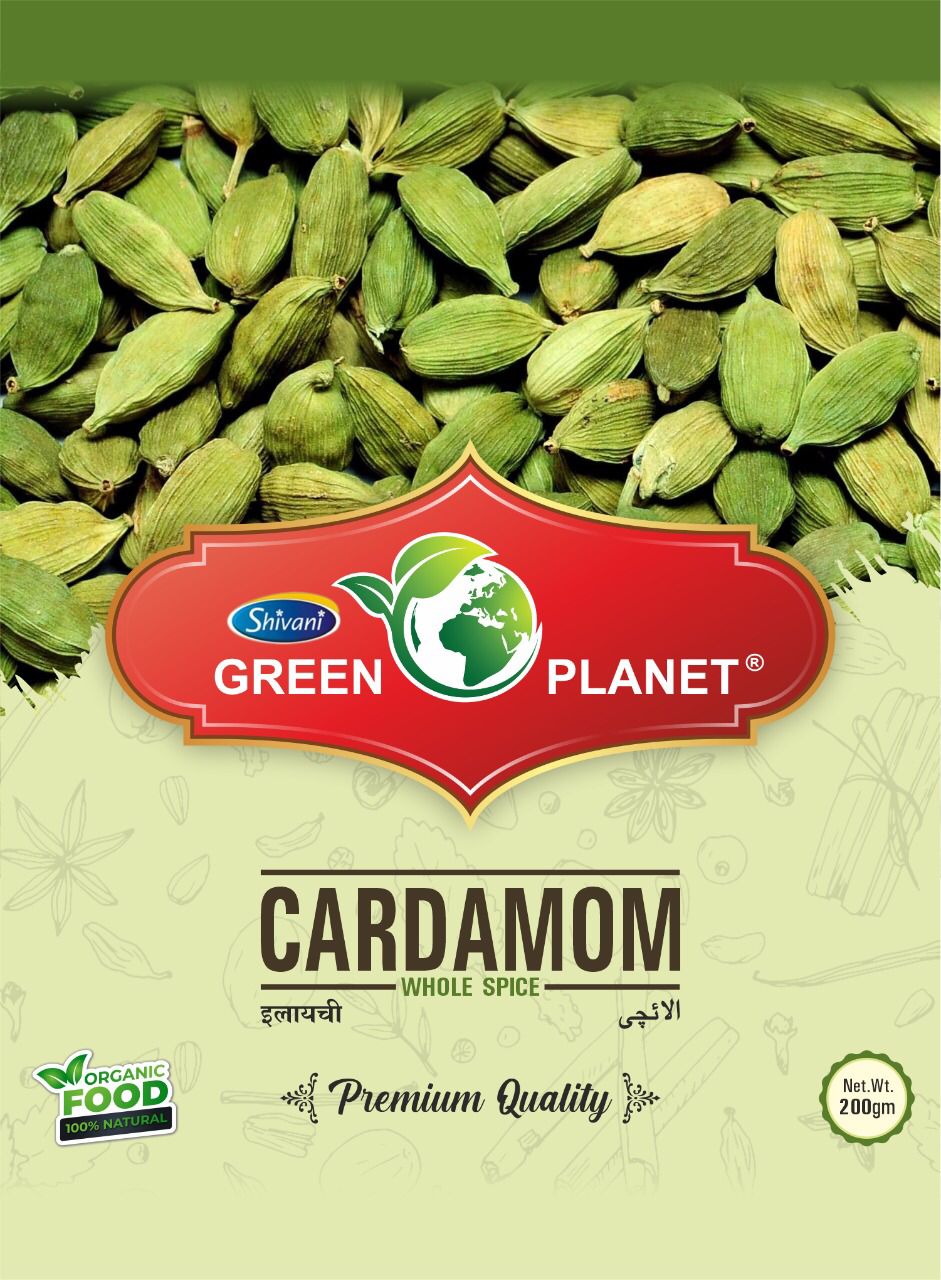 Shivani
GREEN PLANET ®
CARDAMOM
WHOLE SPICE
इलायची الائچی
ORGANIC
FOOD
100% NATURAL
Premium Quality
Net.Wt.
200gm